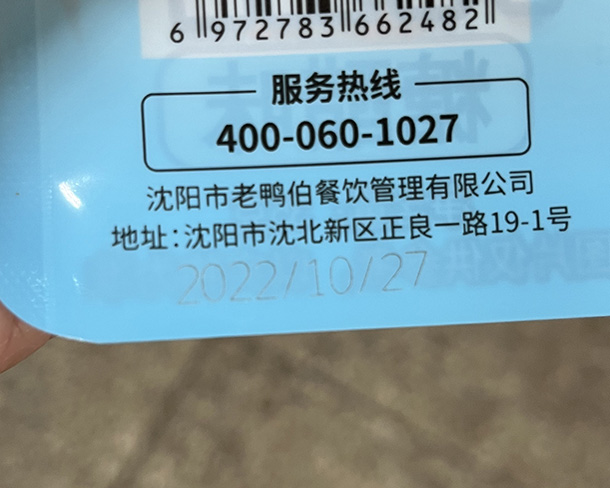 6 972783 662482
服务热线
400-060-1027
沈阳市老鸭伯餐饮管理有限公司
地址:沈阳市沈北新区正良一路19-1号
2022/10/27